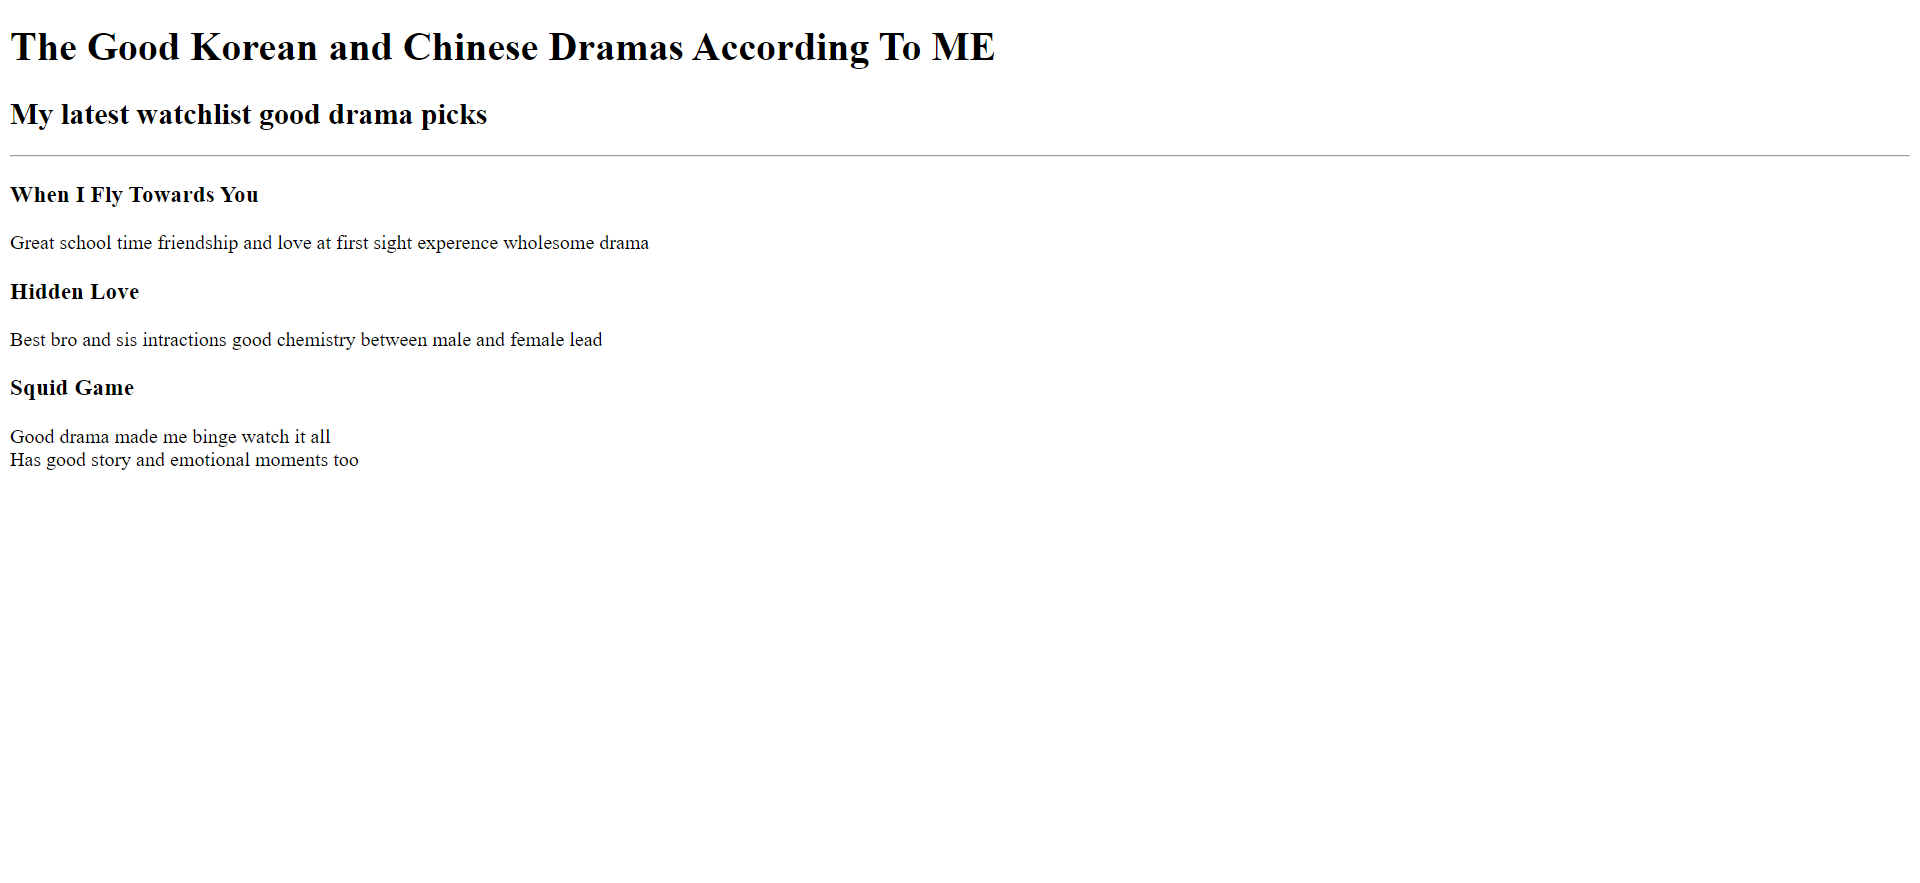 The Good Korean and Chinese Dramas According To ME
My latest watchlist good drama picks
When I Fly Towards You
Great school time friendship and love at first sight experence wholesome drama
Hidden Love
Best bro and sis intractions good chemistry between male and female lead
Squid Game
Good drama made me binge watch it all
Has good story and emotional moments too